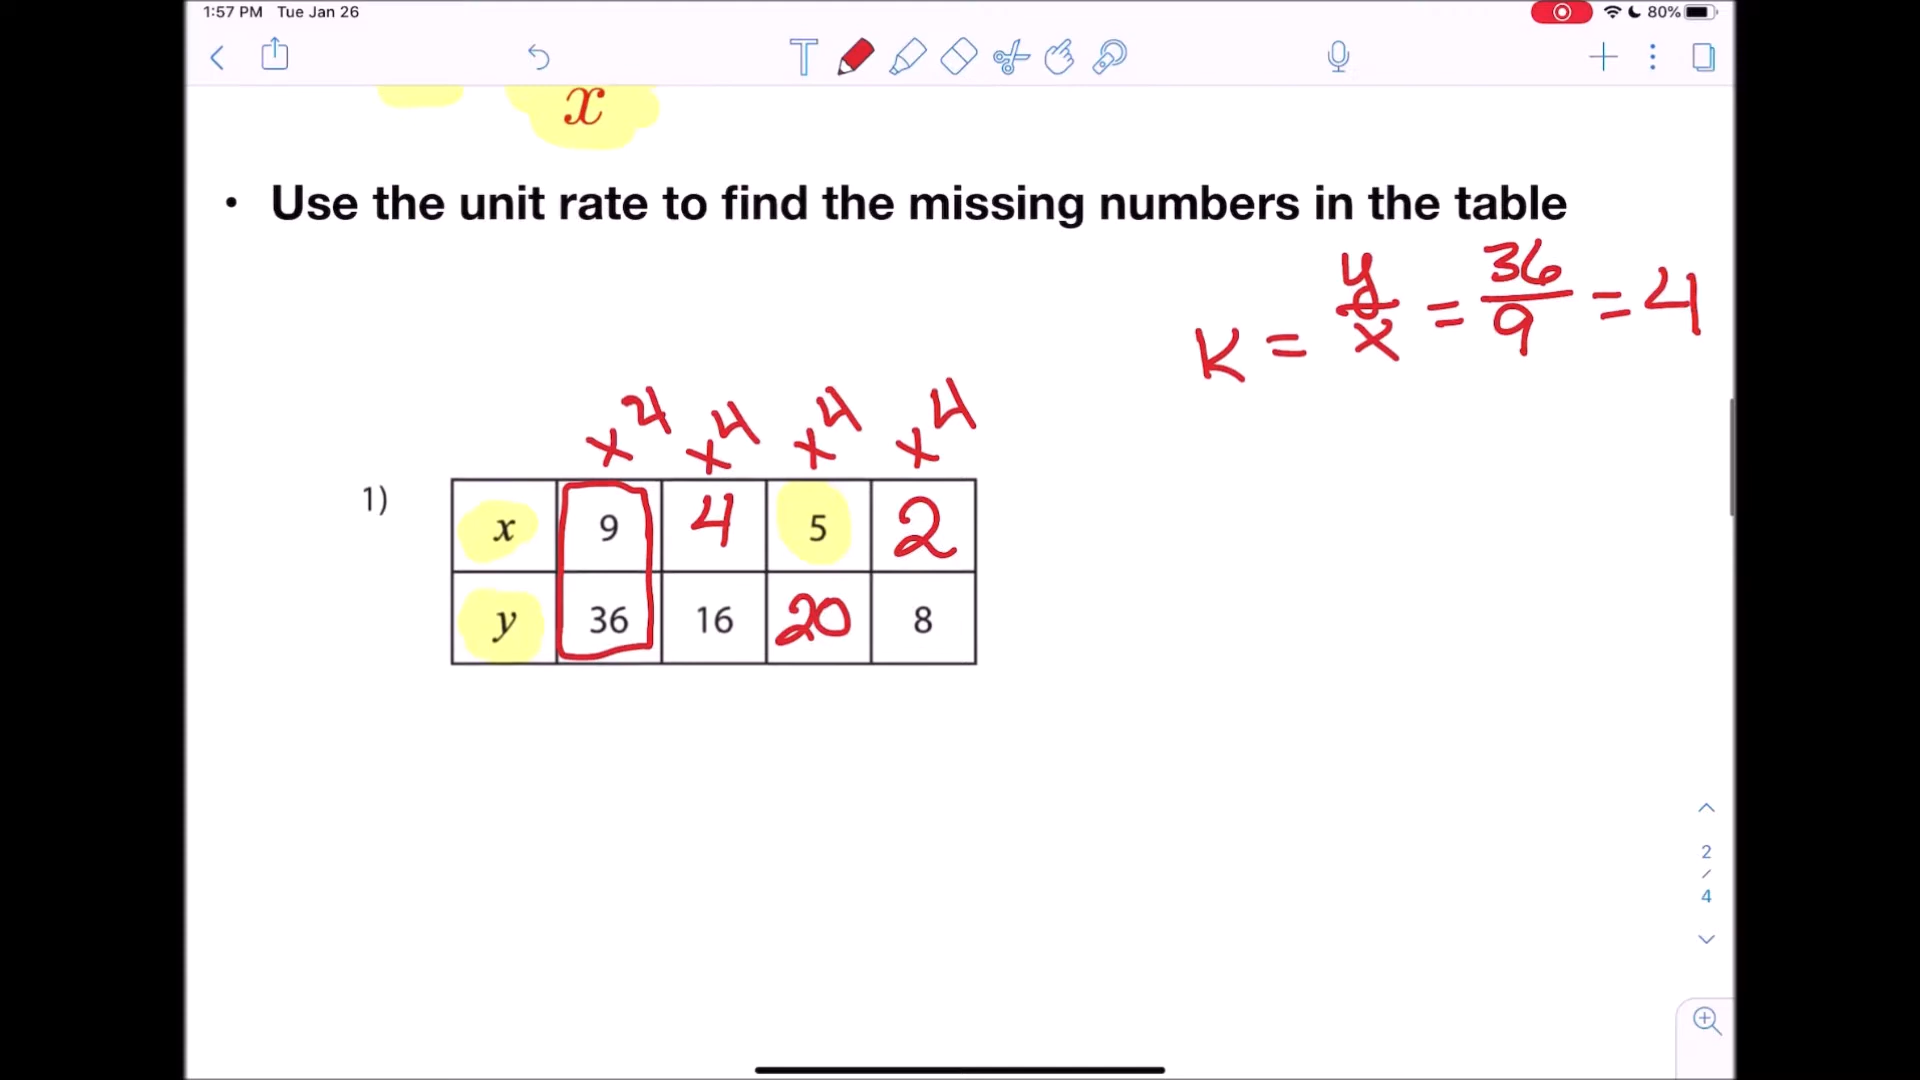 1:57 PM Tue Jan 26
80%
x
• Use the unit rate to find the missing numbers in the table
K = y/x = 36/9 = 4
x4 x4 x4 x4
1)
x 9 4 5 2
y 36 16 20 8
2
/
4